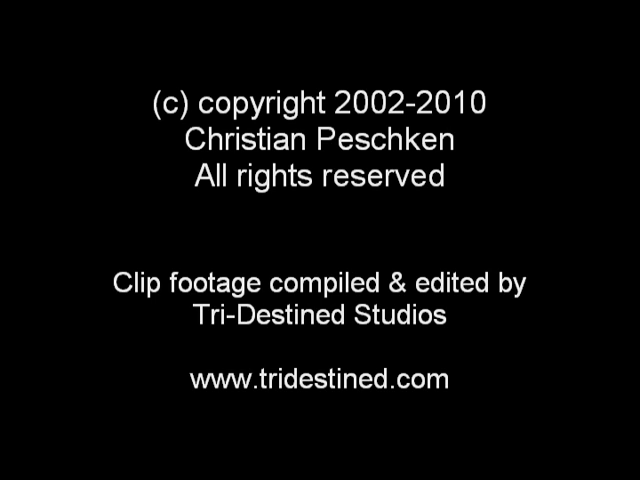 (c) copyright 2002-2010
Christian Peschken
All rights reserved
Clip footage compiled & edited by
Tri-Destined Studios
www.tridestined.com